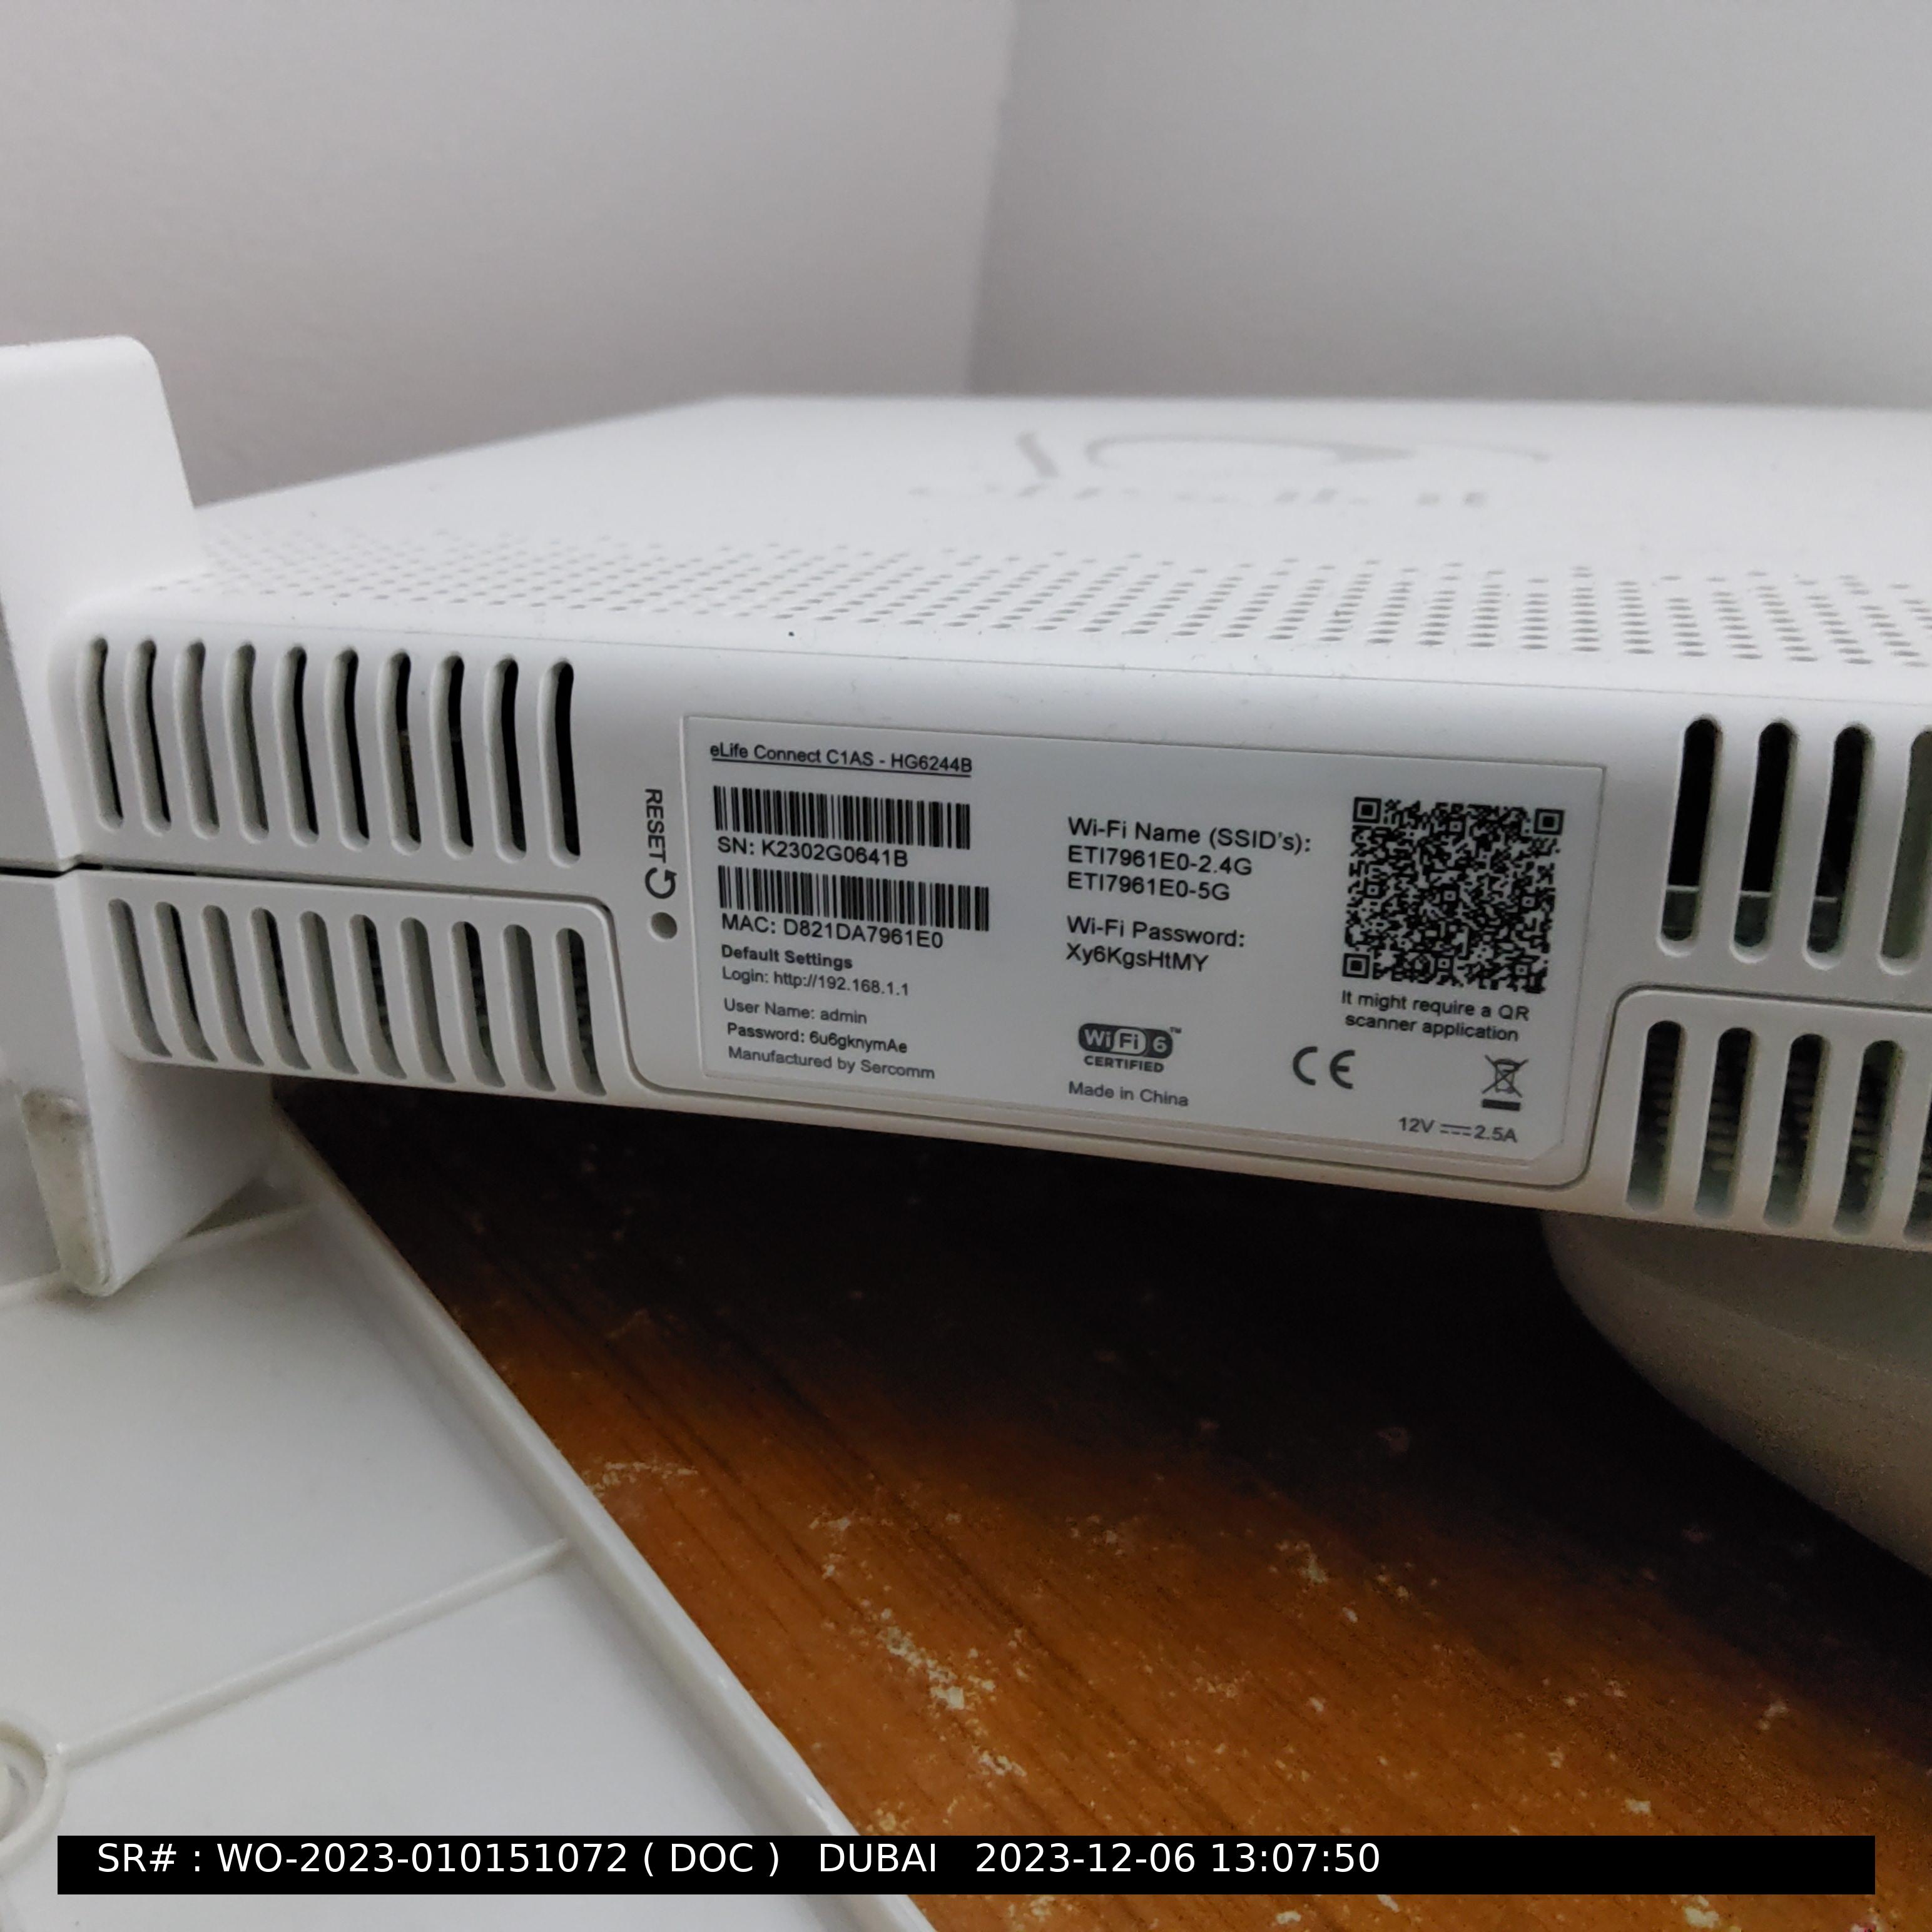 eLife Connect C1AS - HG6244B
SN: K2302G0641B
MAC: D821DA7961E0
Default Settings
Login: http://192.168.1.1
User Name: admin
Password: 6u6gknymAe
Manufactured by Sercomm
RESET
Wi-Fi Name (SSID's):
ETI7961E0-2.4G
ETI7961E0-5G
Wi-Fi Password:
Xy6KgsHtMY
Wi Fi 6 ™
CERTIFIED
Made in China
It might require a QR
scanner application
CE
12V ⎓ 2.5A
SR# : WO-2023-010151072 ( DOC ) DUBAI 2023-12-06 13:07:50